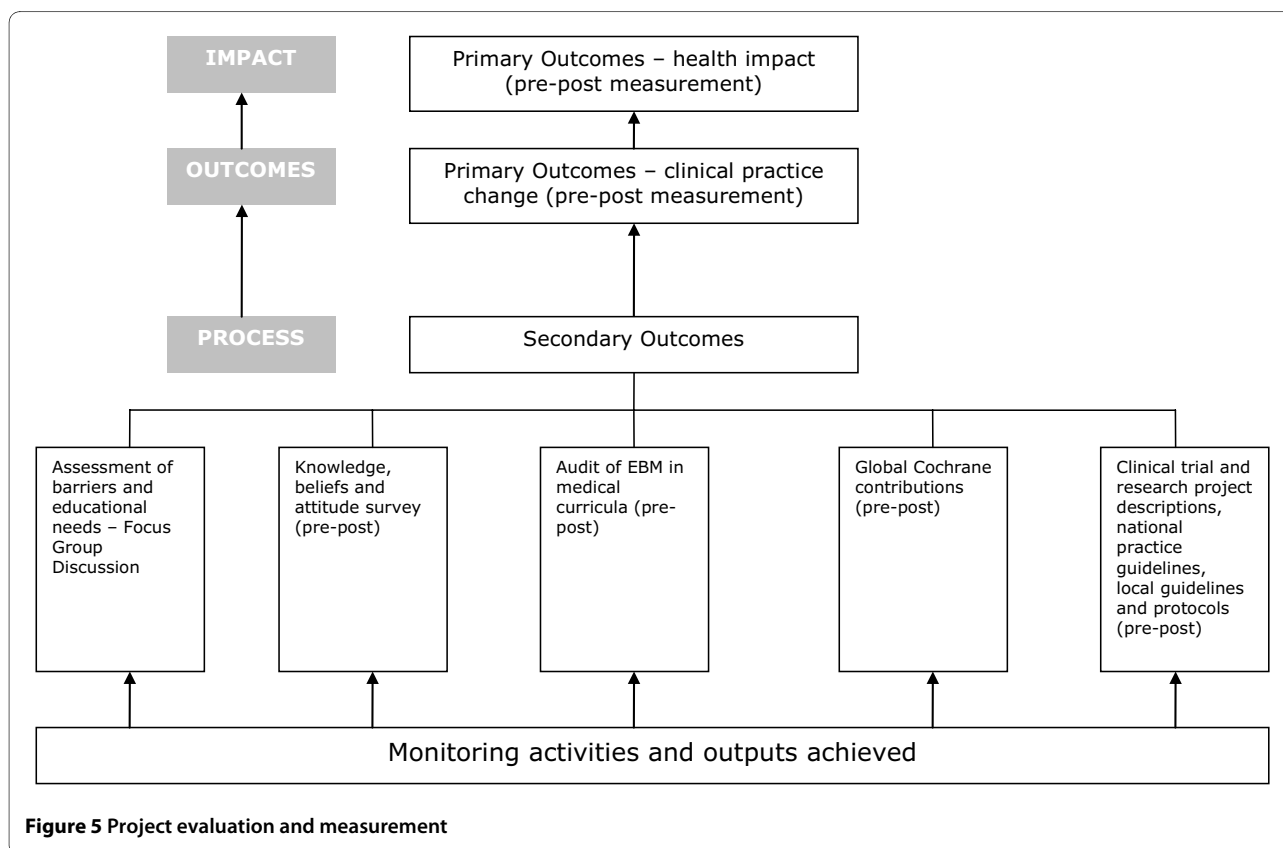 IMPACT
Primary Outcomes – health impact
(pre-post measurement)
OUTCOMES
Primary Outcomes – clinical practice
change (pre-post measurement)
PROCESS
Secondary Outcomes
Assessment of
barriers and
educational
needs – Focus
Group
Discussion
Knowledge,
beliefs and
attitude survey
(pre-post)
Audit of EBM in
medical
curricula (pre-
post)
Global Cochrane
contributions
(pre-post)
Clinical trial and
research project
descriptions,
national
practice
guidelines,
local guidelines
and protocols
(pre-post)
Monitoring activities and outputs achieved
Figure 5 Project evaluation and measurement